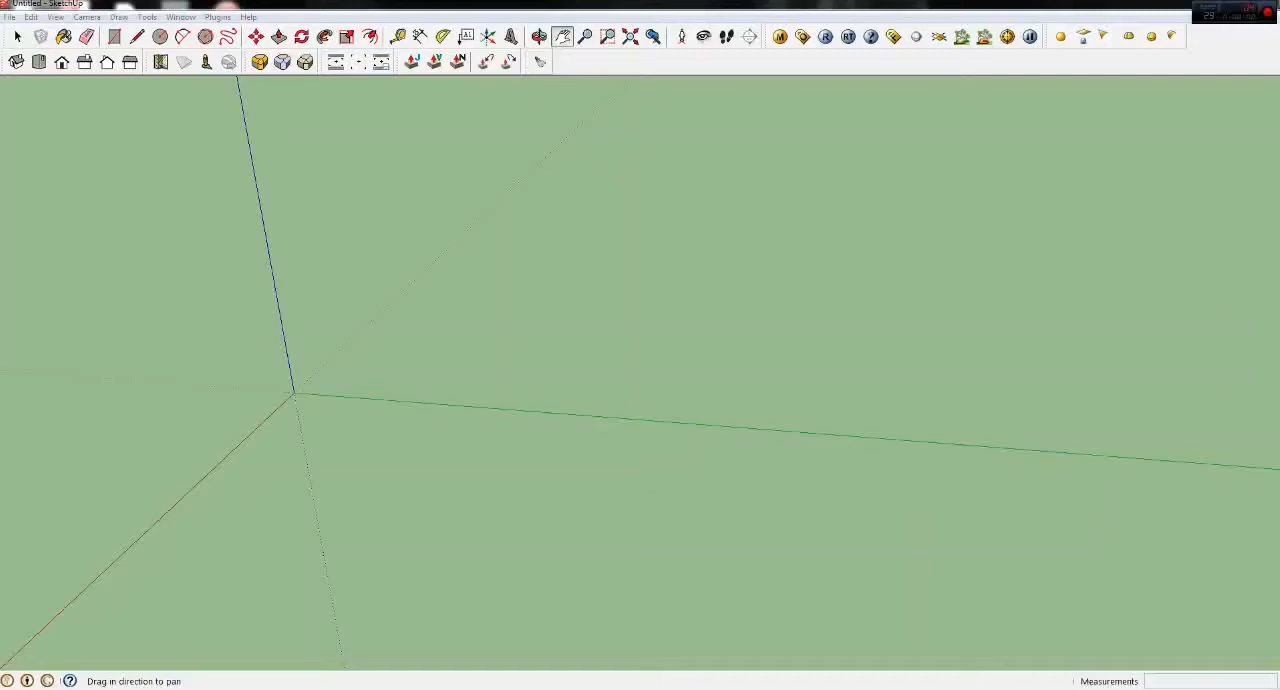 Untitled - SketchUp
File Edit View Camera Draw Tools Window Plugins Help
Drag in direction to pan
Measurements